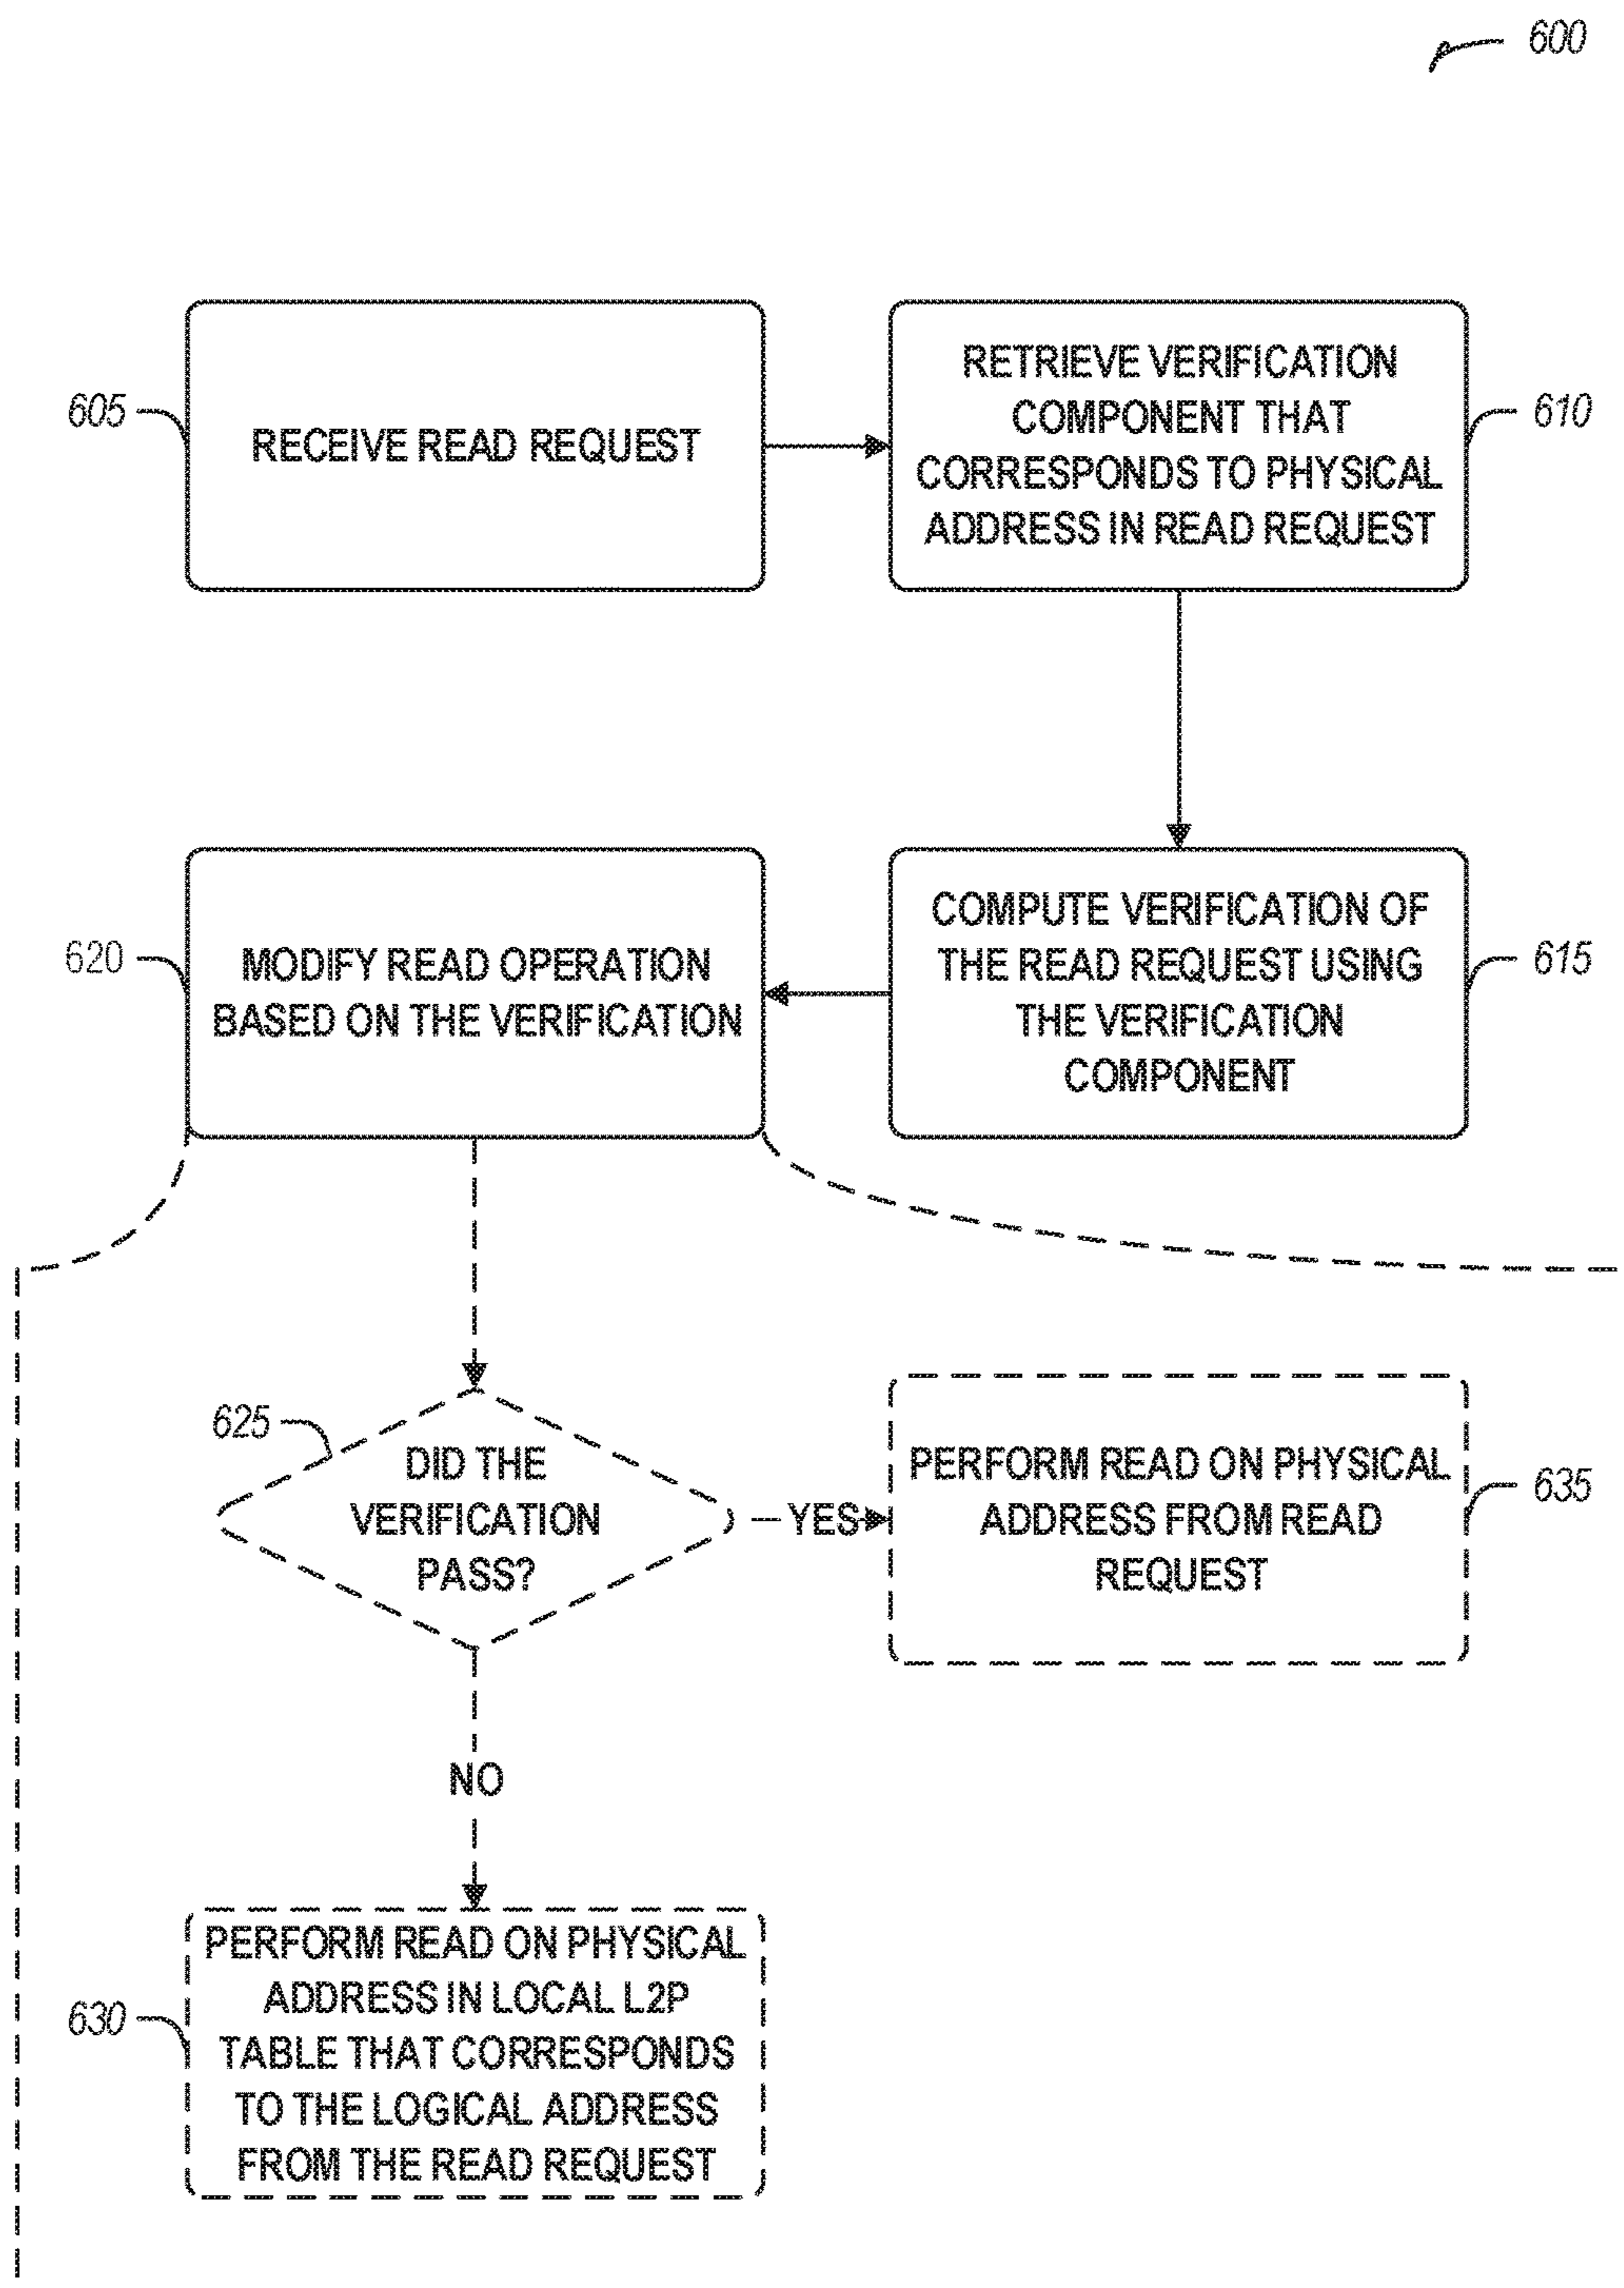 600
605
RECEIVE READ REQUEST
RETRIEVE VERIFICATION
COMPONENT THAT
CORRESPONDS TO PHYSICAL
ADDRESS IN READ REQUEST
610
620
MODIFY READ OPERATION
BASED ON THE VERIFICATION
COMPUTE VERIFICATION OF
THE READ REQUEST USING
THE VERIFICATION
COMPONENT
615
625
DID THE
VERIFICATION
PASS?
YES
PERFORM READ ON PHYSICAL
ADDRESS FROM READ
REQUEST
635
NO
630
PERFORM READ ON PHYSICAL
ADDRESS IN LOCAL L2P
TABLE THAT CORRESPONDS
TO THE LOGICAL ADDRESS
FROM THE READ REQUEST